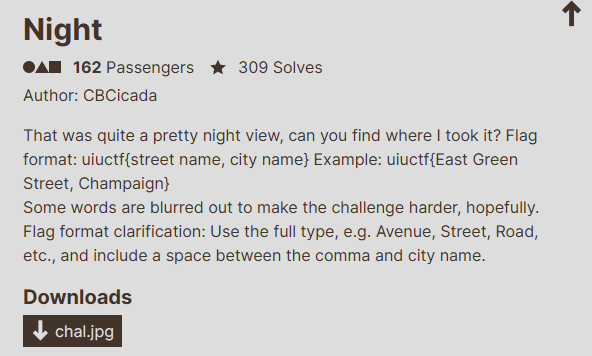 Night
162 Passengers 309 Solves
Author: CBCicada
That was quite a pretty night view, can you find where I took it? Flag
format: uiuctf{street name, city name} Example: uiuctf{East Green
Street, Champaign}
Some words are blurred out to make the challenge harder, hopefully.
Flag format clarification: Use the full type, e.g. Avenue, Street, Road,
etc., and include a space between the comma and city name.
Downloads
chal.jpg